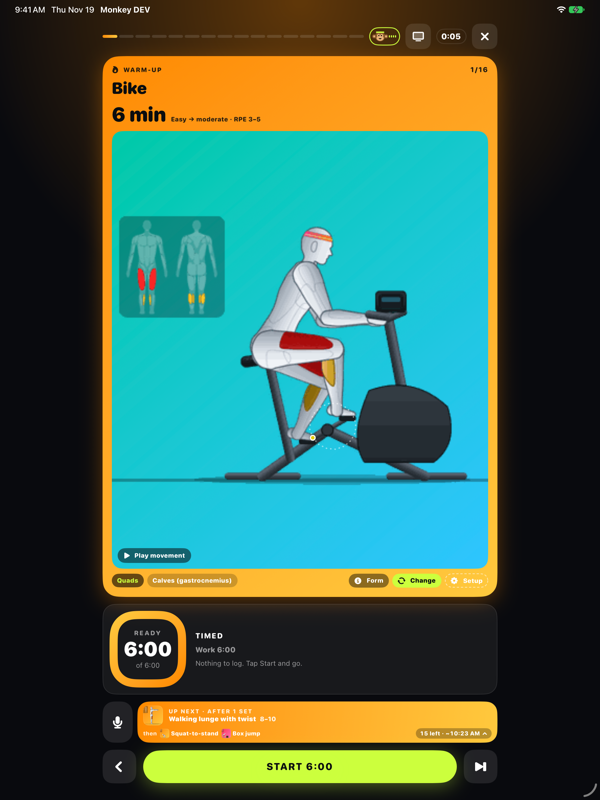 9:41 AM Thu Nov 19 Monkey DEV
0:05
WARM-UP
1/16
Bike
6 min Easy → moderate · RPE 3–5
Play movement
Quads
Calves (gastrocnemius)
Form
Change
Setup
READY
6:00
of 6:00
TIMED
Work 6:00
Nothing to log. Tap Start and go.
UP NEXT · AFTER 1 SET
Walking lunge with twist 8–10
then Squat-to-stand Box jump
15 left · ~10:23 AM
START 6:00